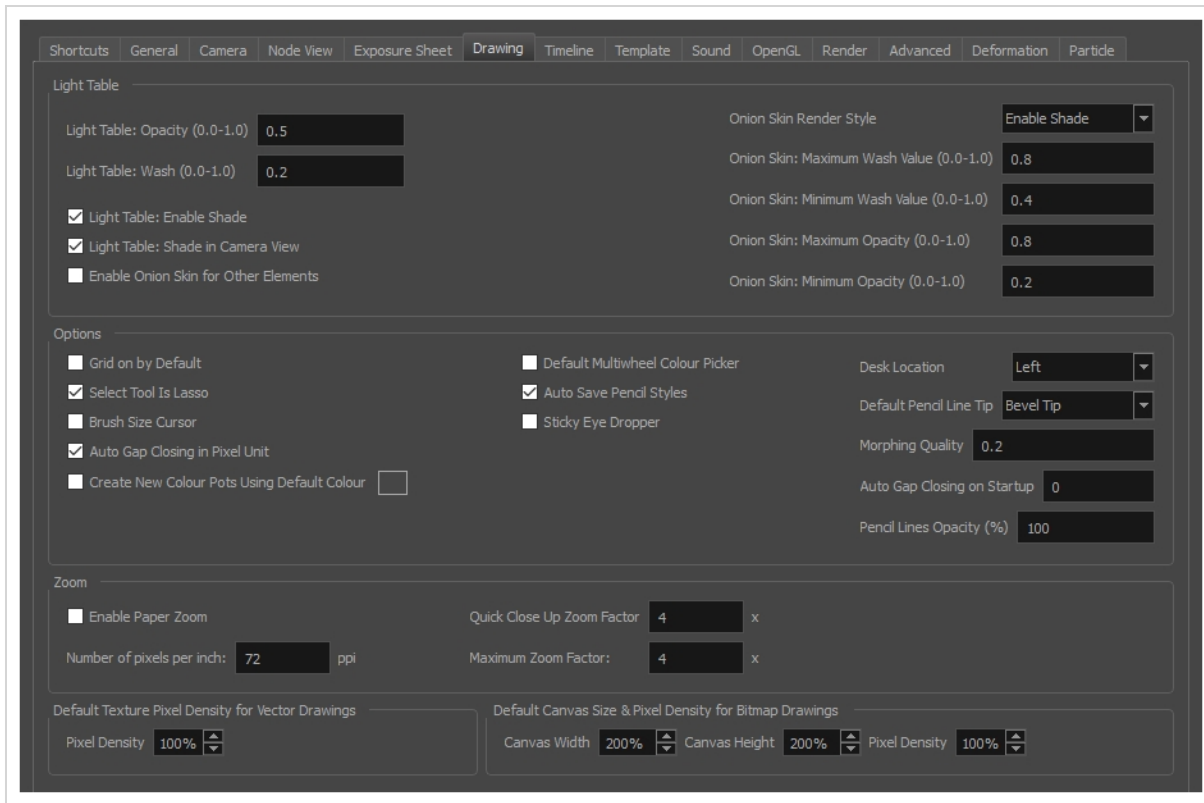 Shortcuts General Camera Node View Exposure Sheet Drawing Timeline Template Sound OpenGL Render Advanced Deformation Particle
Light Table
Light Table: Opacity (0.0-1.0) 0.5
Light Table: Wash (0.0-1.0) 0.2
Light Table: Enable Shade
Light Table: Shade in Camera View
Enable Onion Skin for Other Elements
Onion Skin Render Style Enable Shade
Onion Skin: Maximum Wash Value (0.0-1.0) 0.8
Onion Skin: Minimum Wash Value (0.0-1.0) 0.4
Onion Skin: Maximum Opacity (0.0-1.0) 0.8
Onion Skin: Minimum Opacity (0.0-1.0) 0.2
Options
Grid on by Default
Select Tool Is Lasso
Brush Size Cursor
Auto Gap Closing in Pixel Unit
Create New Colour Pots Using Default Colour
Default Multiwheel Colour Picker
Auto Save Pencil Styles
Sticky Eye Dropper
Desk Location Left
Default Pencil Line Tip Bevel Tip
Morphing Quality 0.2
Auto Gap Closing on Startup 0
Pencil Lines Opacity (%) 100
Zoom
Enable Paper Zoom
Number of pixels per inch: 72 ppi
Quick Close Up Zoom Factor 4 x
Maximum Zoom Factor: 4 x
Default Texture Pixel Density for Vector Drawings
Pixel Density 100%
Default Canvas Size & Pixel Density for Bitmap Drawings
Canvas Width 200% Canvas Height 200% Pixel Density 100%